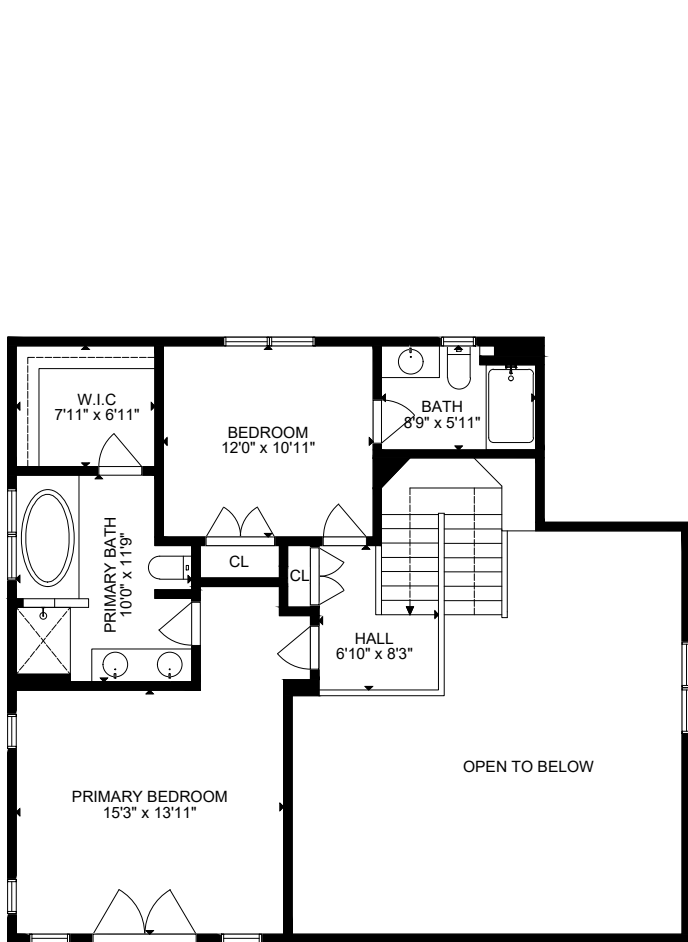 W.I.C
7'11" x 6'11"
BEDROOM
12'0" x 10'11"
BATH
8'9" x 5'11"
PRIMARY BATH
10'0" x 11'9"
CL
CL
HALL
6'10" x 8'3"
OPEN TO BELOW
PRIMARY BEDROOM
15'3" x 13'11"